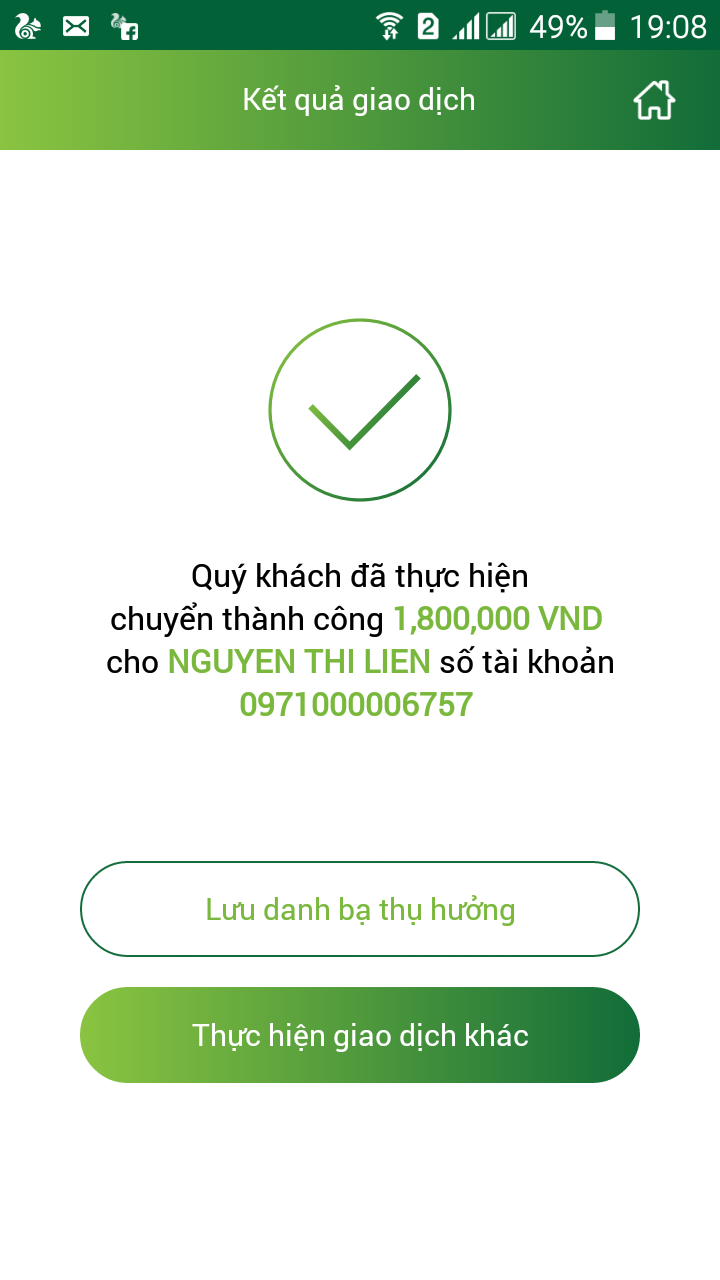 2 49% 19:08
Kết quả giao dịch
Quý khách đã thực hiện
chuyển thành công 1,800,000 VND
cho NGUYEN THI LIEN số tài khoản
0971000006757
Lưu danh bạ thụ hưởng
Thực hiện giao dịch khác